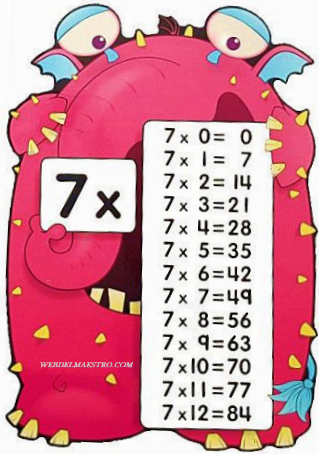 7 x
7 x 0 = 0
7 x 1 = 7
7 x 2 = 14
7 x 3 = 21
7 x 4 = 28
7 x 5 = 35
7 x 6 = 42
7 x 7 = 49
7 x 8 = 56
7 x 9 = 63
7 x 10 = 70
7 x 11 = 77
7 x 12 = 84
WEBDELMAESTRO.COM